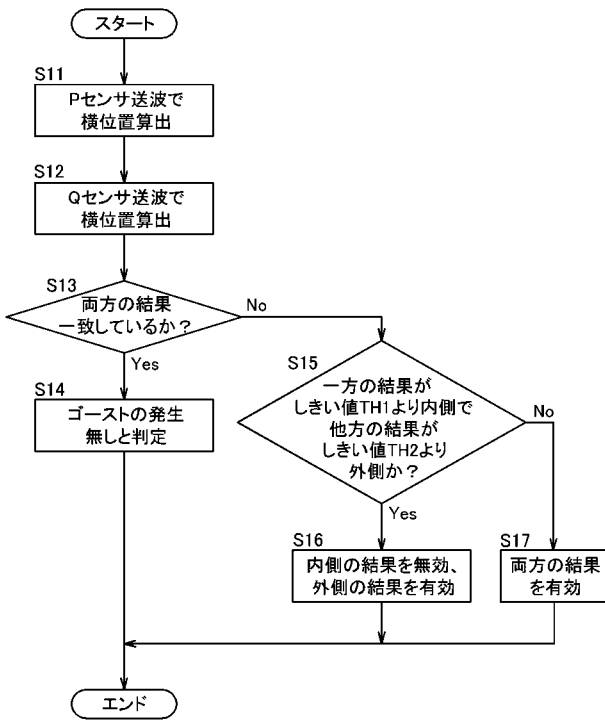 スタート
S11
Pセンサ送波で
横位置算出
S12
Qセンサ送波で
横位置算出
S13
両方の結果
一致しているか？
No
Yes
S14
ゴーストの発生
無しと判定
S15
一方の結果が
しきい値TH1より内側で
他方の結果が
しきい値TH2より
外側か？
No
Yes
S16
内側の結果を無効、
外側の結果を有効
S17
両方の結果
を有効
エンド